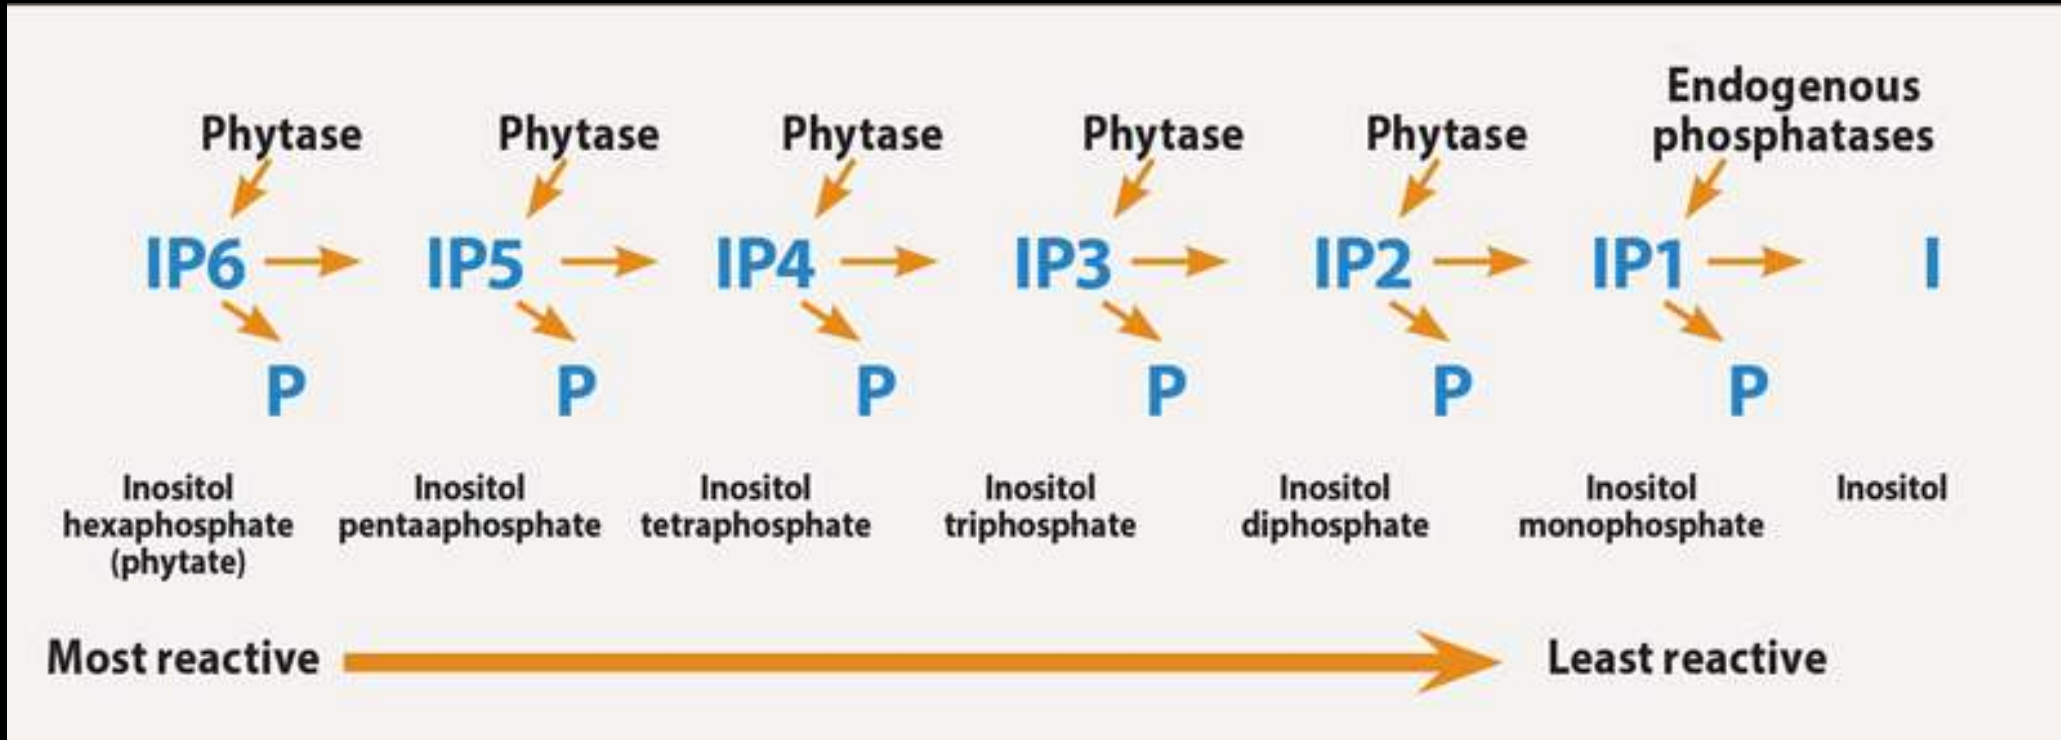 Endogenous
Phytase Phytase Phytase Phytase Phytase phosphatases
IP6 IP5 IP4 IP3 IP2 IP1 I
P P P P P P
Inositol Inositol Inositol Inositol Inositol Inositol Inositol
hexaphosphate pentaaphosphate tetraphosphate triphosphate diphosphate monophosphate
(phytate)
Most reactive Least reactive